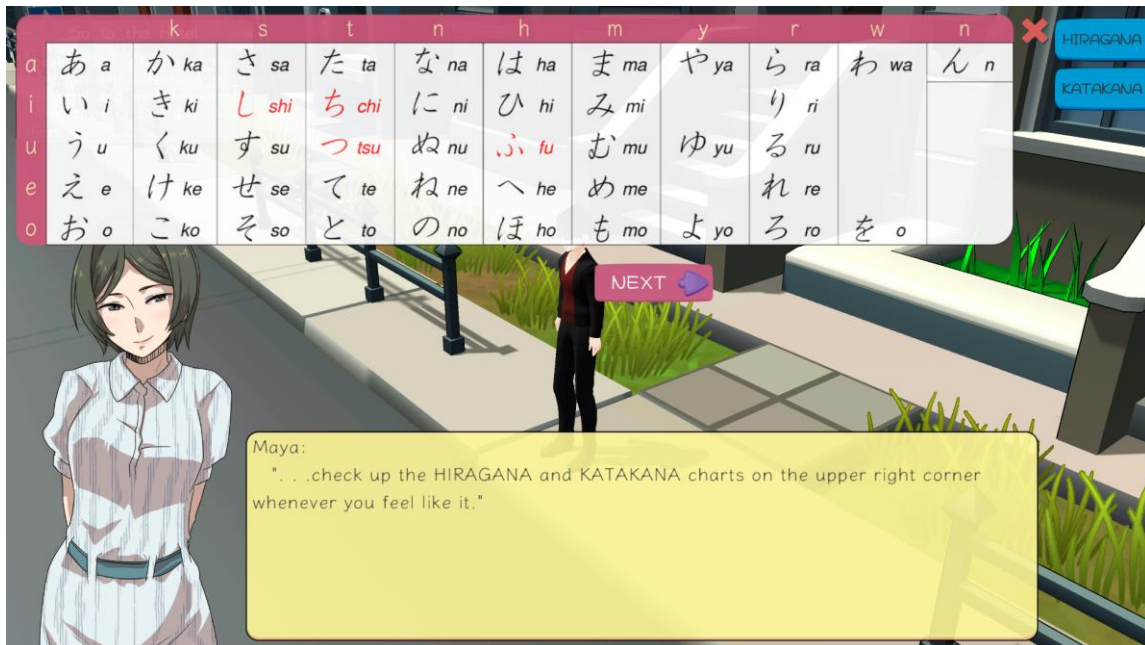 Go to the Hotel
k s t n h m y r w n
a あ a か ka さ sa た ta な na は ha ま ma や ya ら ra わ wa ん n
i い i き ki し shi ち chi に ni ひ hi み mi り ri
u う u く ku す su つ tsu ぬ nu ふ fu む mu ゆ yu る ru
e え e け ke せ se て te ね ne へ he め me れ re
o お o こ ko そ so と to の no ほ ho も mo よ yo ろ ro を o
HIRAGANA
KATAKANA
NEXT
Maya:
". . .check up the HIRAGANA and KATAKANA charts on the upper right corner
whenever you feel like it."